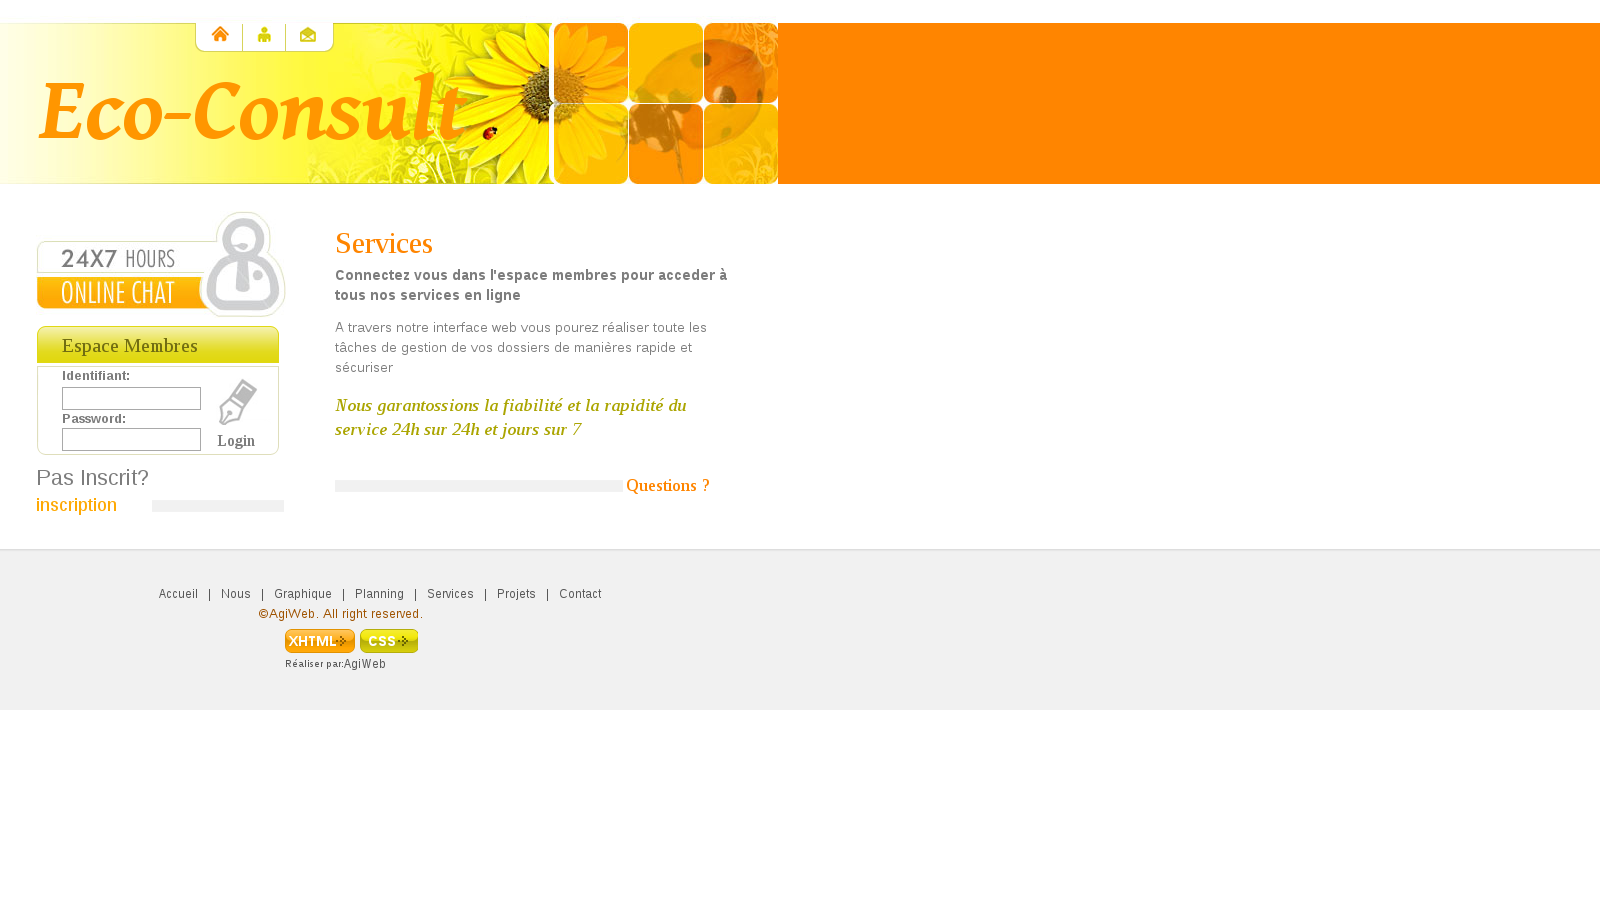 Eco-Consult
24X7 HOURS
ONLINE CHAT
Espace Membres
Identifiant:
Password:
Login
Pas Inscrit?
inscription
Services
Connectez vous dans l'espace membres pour acceder à
tous nos services en ligne
A travers notre interface web vous pourez réaliser toute les
tâches de gestion de vos dossiers de manières rapide et
sécuriser
Nous garantossions la fiabilité et la rapidité du
service 24h sur 24h et jours sur 7
Questions ?
Accueil | Nous | Graphique | Planning | Services | Projets | Contact
©AgiWeb. All right reserved.
XHTML CSS
Réaliser par:AgiWeb